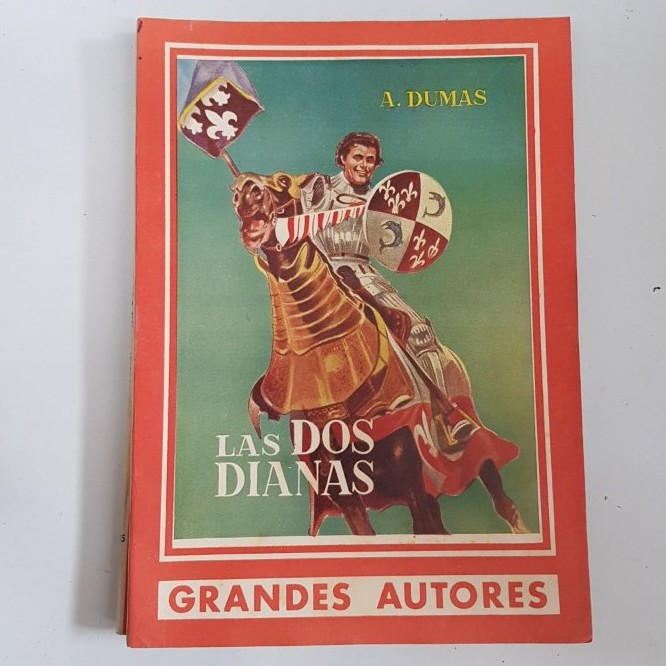 A. DUMAS
LAS DOS
DIANAS
GRANDES AUTORES